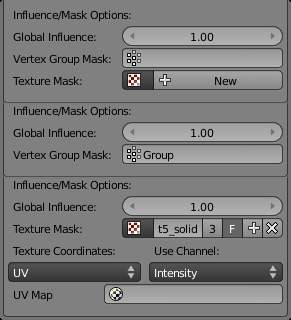 Influence/Mask Options:
Global Influence: 1.00
Vertex Group Mask:
Texture Mask: New
Influence/Mask Options:
Global Influence: 1.00
Vertex Group Mask: Group
Influence/Mask Options:
Global Influence: 1.00
Texture Mask: t5_solid 3 F
Texture Coordinates: Use Channel:
UV Intensity
UV Map